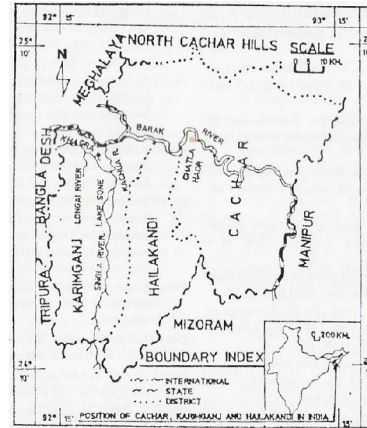 92° 15'
93° 15'
25° 10'
N
NORTH CACHAR HILLS
SCALE
0 5 10 KM.
MEGHALAYA
BANGLA DESH
BARAK RIVER
LONGAI RIVER
SINGLA RIVER
LAKE SONE
KACHUA R.
CHATLA HAOR
CACHAR
HAILAKANDI
KARIMGANJ
TRIPURA
MANIPUR
MIZORAM
200 KM.
BOUNDARY INDEX
INTERNATIONAL
STATE
DISTRICT
24° 10'
92° 15'
POSITION OF CACHAR, KARIMGANJ AND HAILAKANDI IN INDIA.
15'